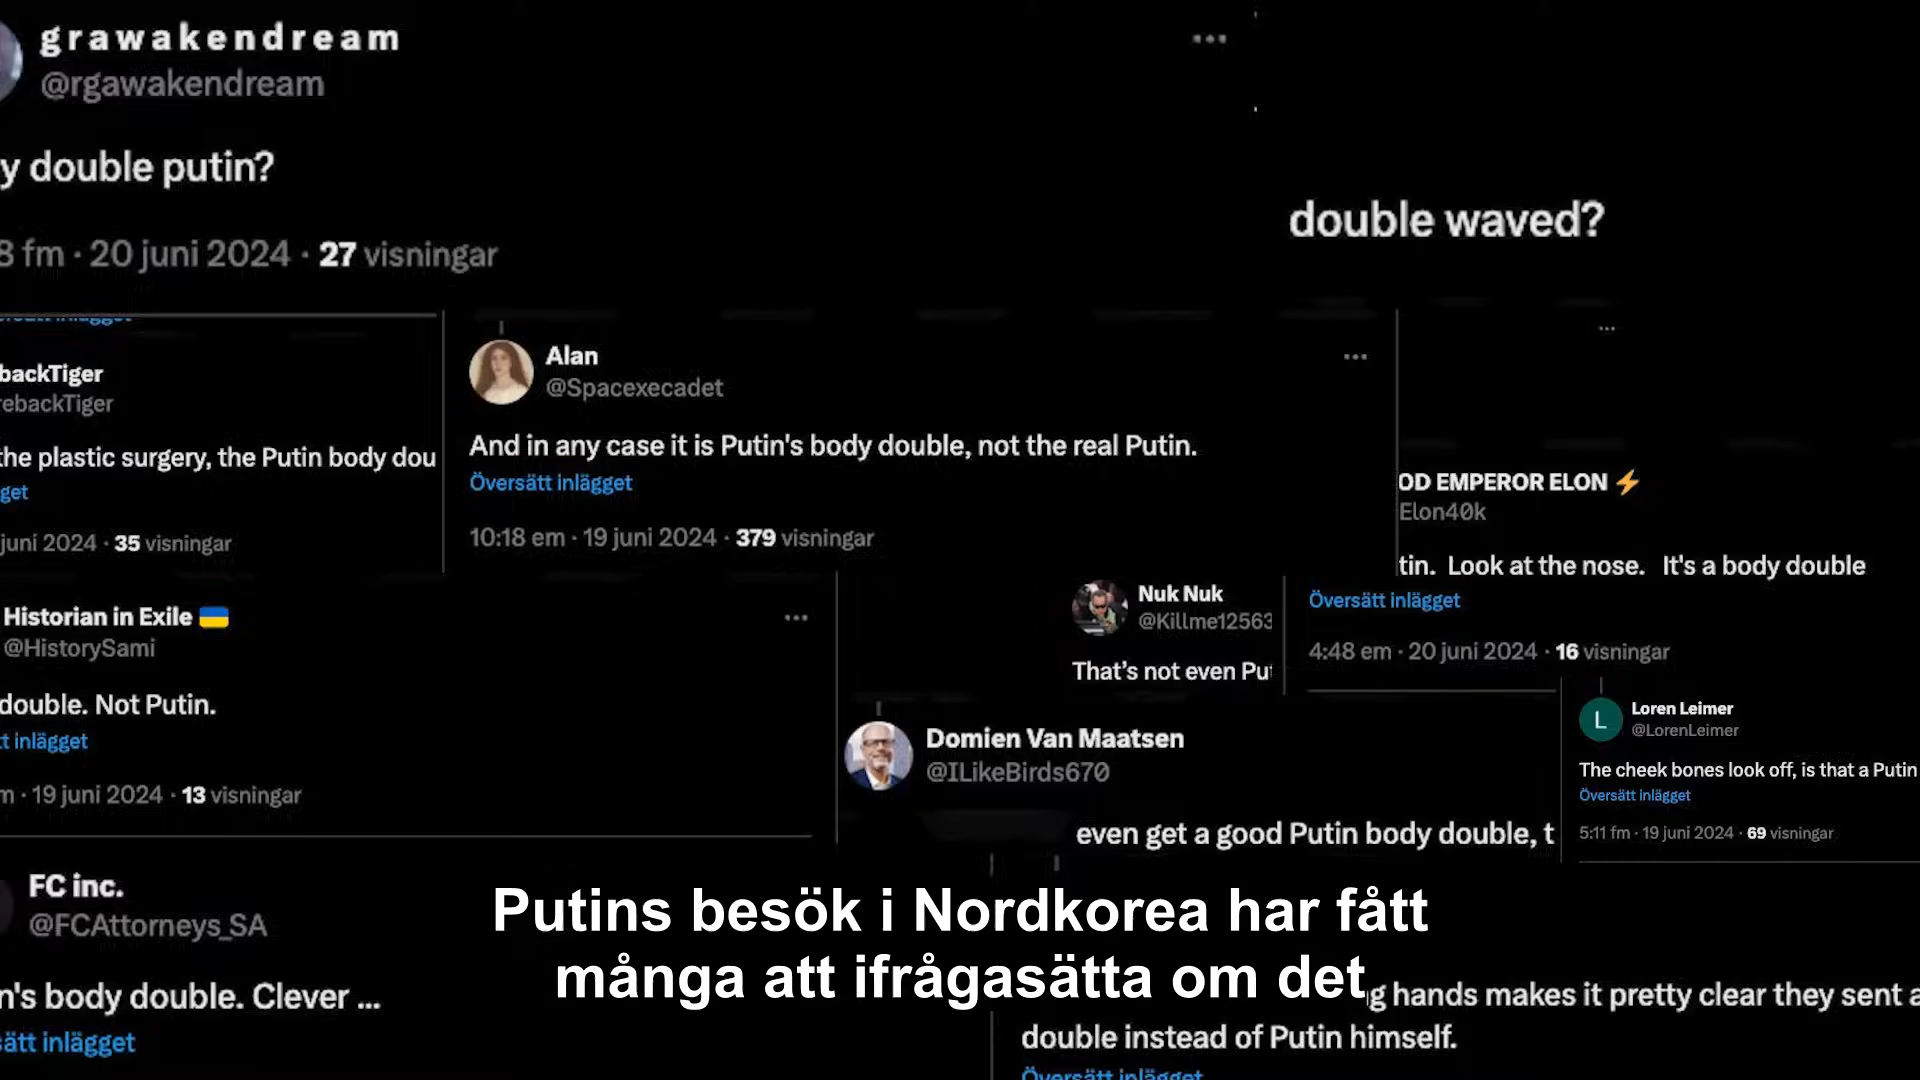 grawakendream
@rgawakendream
y double putin?
8 fm · 20 juni 2024 · 27 visningar
double waved?
backTiger
rebackTiger
the plastic surgery, the Putin body dou
get
juni 2024 · 35 visningar
Alan
@Spacexecadet
And in any case it is Putin's body double, not the real Putin.
Översätt inlägget
10:18 em · 19 juni 2024 · 379 visningar
OD EMPEROR ELON ⚡
Elon40k
tin. Look at the nose. It's a body double
Översätt inlägget
4:48 em · 20 juni 2024 · 16 visningar
Historian in Exile
@HistorySami
double. Not Putin.
t inlägget
m · 19 juni 2024 · 13 visningar
Nuk Nuk
@Killme12563
That's not even Pu
Domien Van Maatsen
@ILikeBirds670
even get a good Putin body double, t
L
Loren Leimer
@LorenLeimer
The cheek bones look off, is that a Putin
Översätt inlägget
5:11 fm · 19 juni 2024 · 69 visningar
FC inc.
@FCAttorneys_SA
n's body double. Clever ...
sätt inlägget
Putins besök i Nordkorea har fått
många att ifrågasätta om det
g hands makes it pretty clear they sent a
double instead of Putin himself.
Översätt inlägget